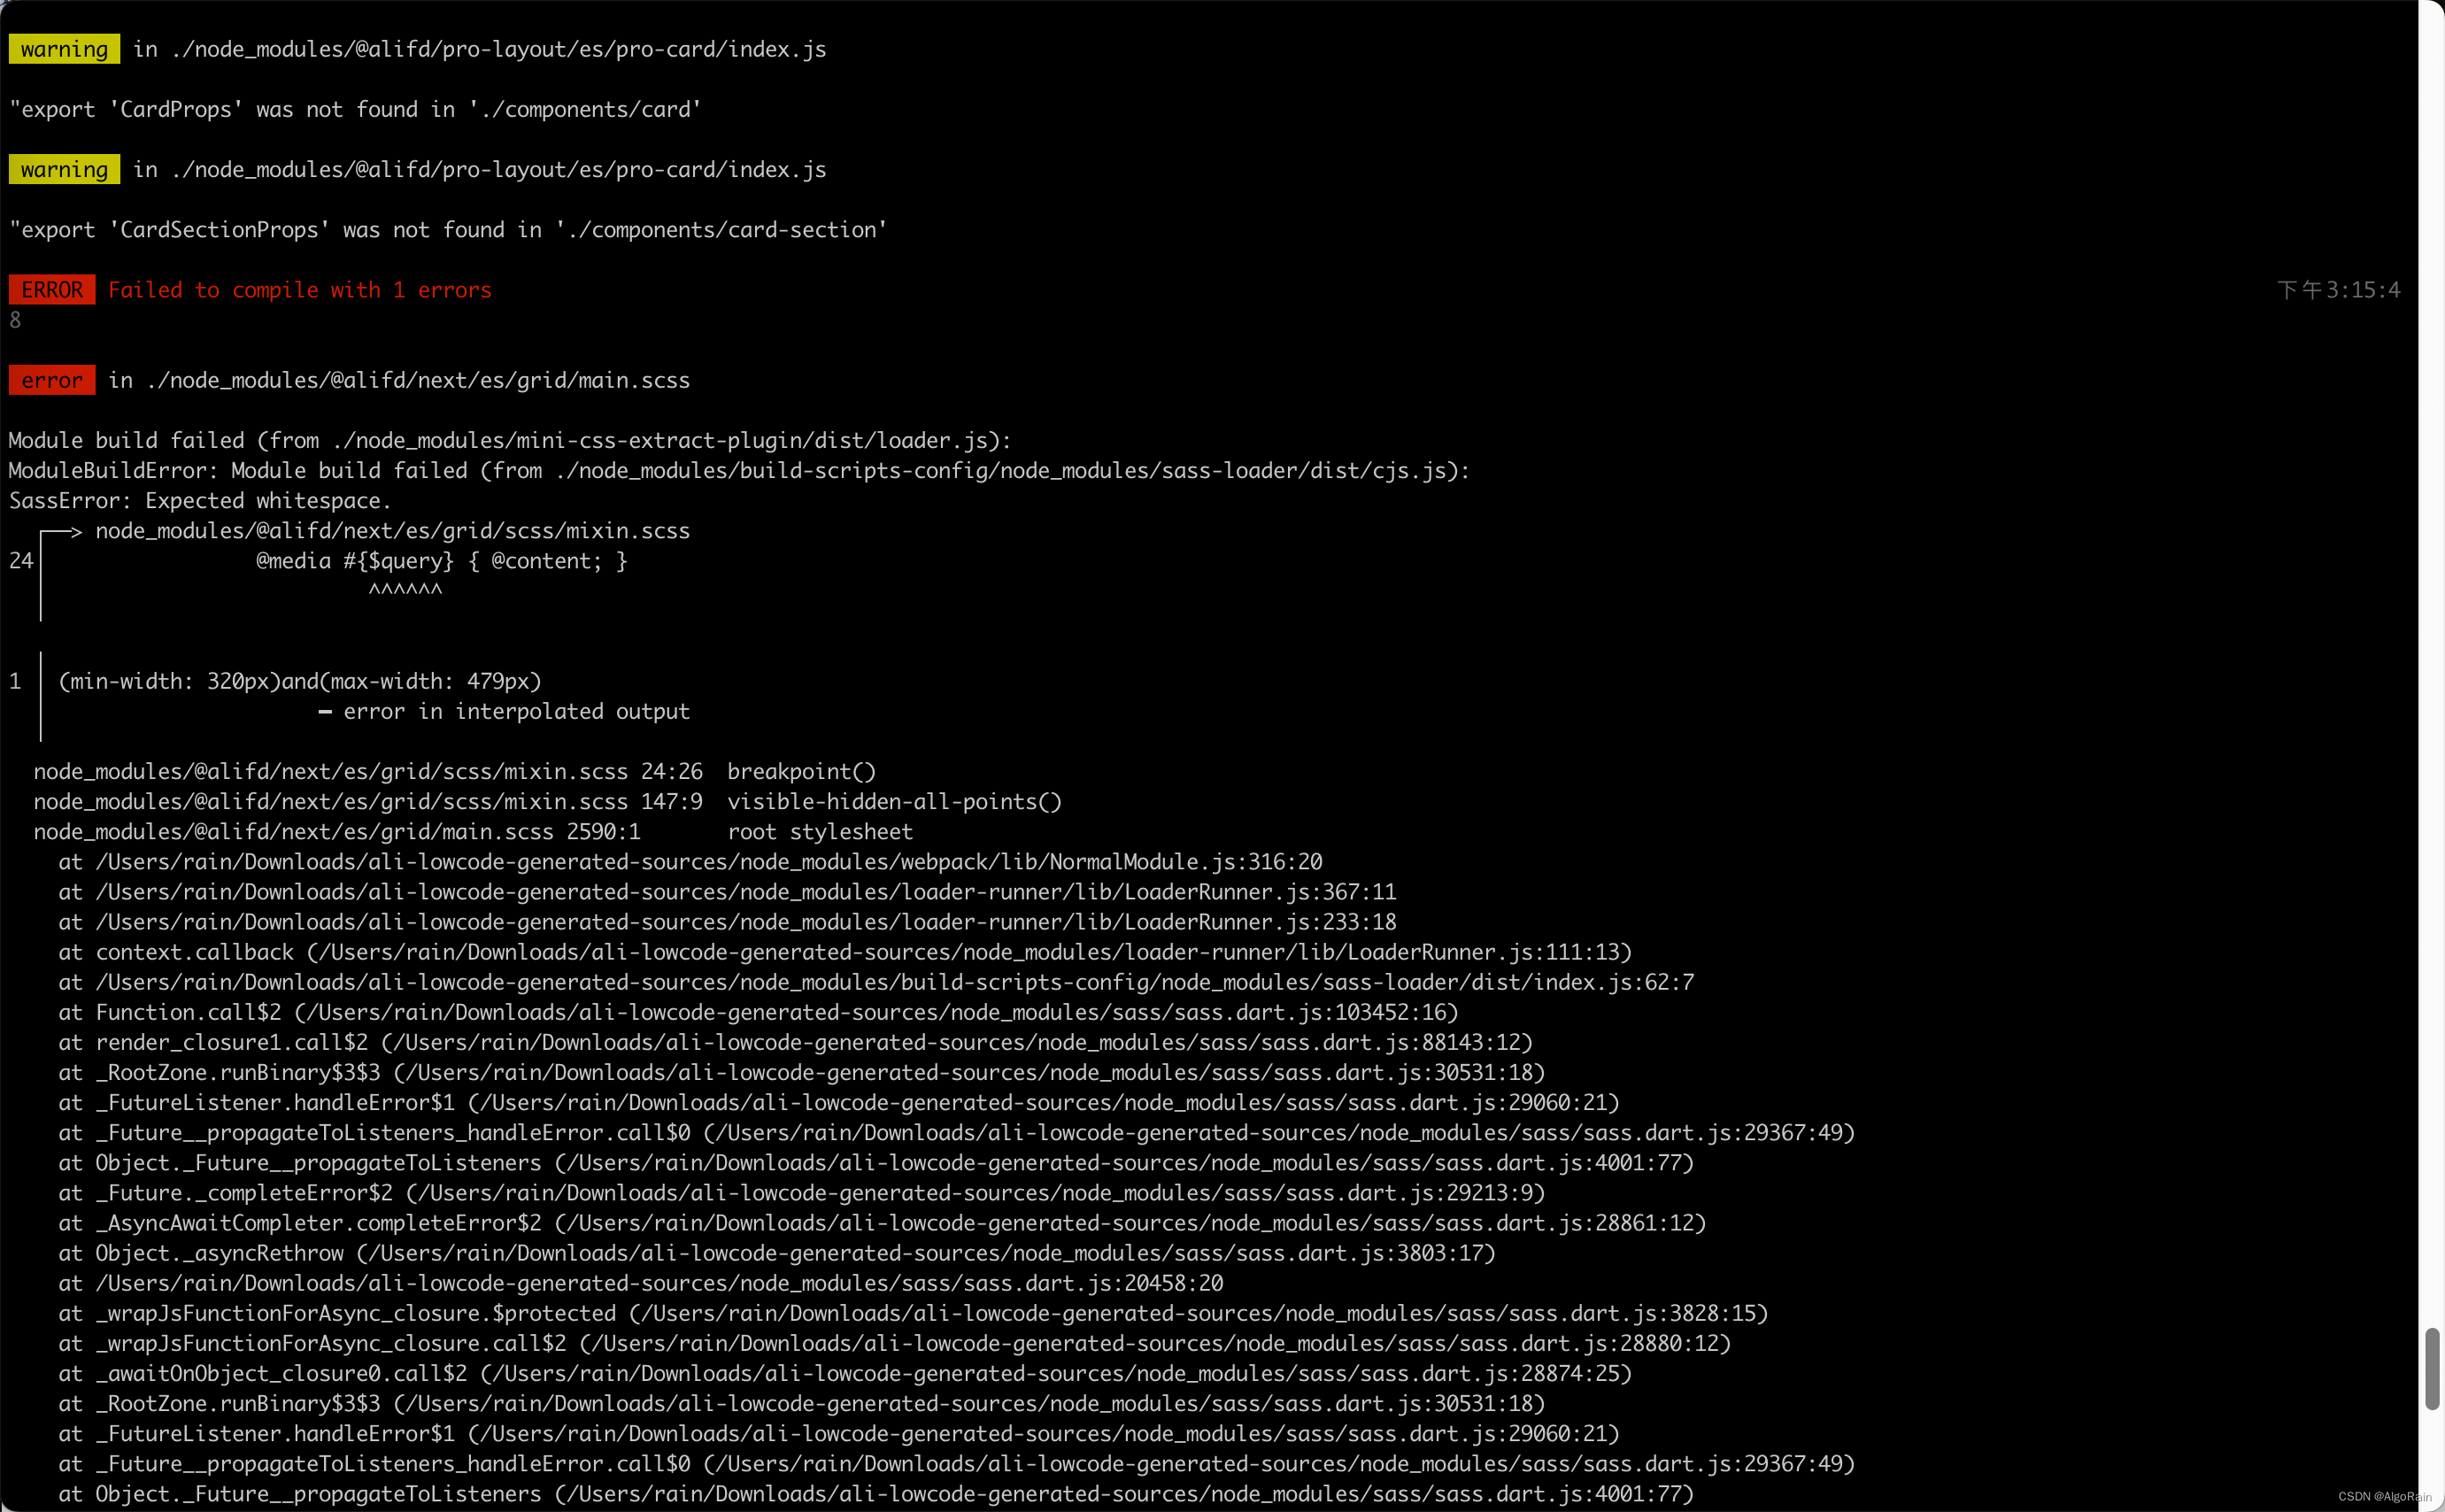 warning in ./node_modules/@alifd/pro-layout/es/pro-card/index.js
"export 'CardProps' was not found in './components/card'
warning in ./node_modules/@alifd/pro-layout/es/pro-card/index.js
"export 'CardSectionProps' was not found in './components/card-section'
ERROR Failed to compile with 1 errors 下午3:15:4
8
error in ./node_modules/@alifd/next/es/grid/main.scss
Module build failed (from ./node_modules/mini-css-extract-plugin/dist/loader.js):
ModuleBuildError: Module build failed (from ./node_modules/build-scripts-config/node_modules/sass-loader/dist/cjs.js):
SassError: Expected whitespace.
┌──> node_modules/@alifd/next/es/grid/scss/mixin.scss
24│ @media #{$query} { @content; }
│ ^^^^^^
│
│
1 │ (min-width: 320px)and(max-width: 479px)
│ ━ error in interpolated output
│
node_modules/@alifd/next/es/grid/scss/mixin.scss 24:26 breakpoint()
node_modules/@alifd/next/es/grid/scss/mixin.scss 147:9 visible-hidden-all-points()
node_modules/@alifd/next/es/grid/main.scss 2590:1 root stylesheet
at /Users/rain/Downloads/ali-lowcode-generated-sources/node_modules/webpack/lib/NormalModule.js:316:20
at /Users/rain/Downloads/ali-lowcode-generated-sources/node_modules/loader-runner/lib/LoaderRunner.js:367:11
at /Users/rain/Downloads/ali-lowcode-generated-sources/node_modules/loader-runner/lib/LoaderRunner.js:233:18
at context.callback (/Users/rain/Downloads/ali-lowcode-generated-sources/node_modules/loader-runner/lib/LoaderRunner.js:111:13)
at /Users/rain/Downloads/ali-lowcode-generated-sources/node_modules/build-scripts-config/node_modules/sass-loader/dist/index.js:62:7
at Function.call$2 (/Users/rain/Downloads/ali-lowcode-generated-sources/node_modules/sass/sass.dart.js:103452:16)
at render_closure1.call$2 (/Users/rain/Downloads/ali-lowcode-generated-sources/node_modules/sass/sass.dart.js:88143:12)
at _RootZone.runBinary$3$3 (/Users/rain/Downloads/ali-lowcode-generated-sources/node_modules/sass/sass.dart.js:30531:18)
at _FutureListener.handleError$1 (/Users/rain/Downloads/ali-lowcode-generated-sources/node_modules/sass/sass.dart.js:29060:21)
at _Future__propagateToListeners_handleError.call$0 (/Users/rain/Downloads/ali-lowcode-generated-sources/node_modules/sass/sass.dart.js:29367:49)
at Object._Future__propagateToListeners (/Users/rain/Downloads/ali-lowcode-generated-sources/node_modules/sass/sass.dart.js:4001:77)
at _Future._completeError$2 (/Users/rain/Downloads/ali-lowcode-generated-sources/node_modules/sass/sass.dart.js:29213:9)
at _AsyncAwaitCompleter.completeError$2 (/Users/rain/Downloads/ali-lowcode-generated-sources/node_modules/sass/sass.dart.js:28861:12)
at Object._asyncRethrow (/Users/rain/Downloads/ali-lowcode-generated-sources/node_modules/sass/sass.dart.js:3803:17)
at /Users/rain/Downloads/ali-lowcode-generated-sources/node_modules/sass/sass.dart.js:20458:20
at _wrapJsFunctionForAsync_closure.$protected (/Users/rain/Downloads/ali-lowcode-generated-sources/node_modules/sass/sass.dart.js:3828:15)
at _wrapJsFunctionForAsync_closure.call$2 (/Users/rain/Downloads/ali-lowcode-generated-sources/node_modules/sass/sass.dart.js:28880:12)
at _awaitOnObject_closure0.call$2 (/Users/rain/Downloads/ali-lowcode-generated-sources/node_modules/sass/sass.dart.js:28874:25)
at _RootZone.runBinary$3$3 (/Users/rain/Downloads/ali-lowcode-generated-sources/node_modules/sass/sass.dart.js:30531:18)
at _FutureListener.handleError$1 (/Users/rain/Downloads/ali-lowcode-generated-sources/node_modules/sass/sass.dart.js:29060:21)
at _Future__propagateToListeners_handleError.call$0 (/Users/rain/Downloads/ali-lowcode-generated-sources/node_modules/sass/sass.dart.js:29367:49)
at Object._Future__propagateToListeners (/Users/rain/Downloads/ali-lowcode-generated-sources/node_modules/sass/sass.dart.js:4001:77)
CSDN @AlgoRain